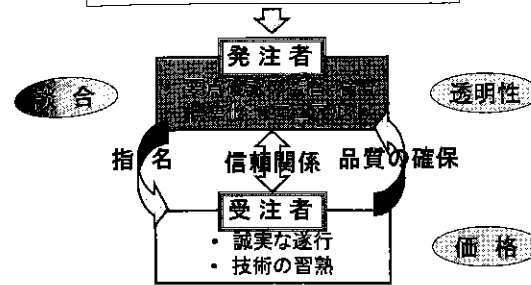 発注者
透明性
指名
信頼関係
品質の確保
受注者
・誠実な遂行
・技術の習熟
価格